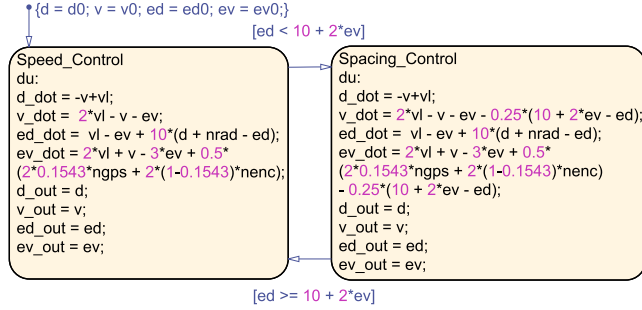 {d = d0; v = v0; ed = ed0; ev = ev0;}
[ed < 10 + 2*ev]
Speed_Control
du:
d_dot = -v+vl;
v_dot =  2*vl - v - ev;
ed_dot =  vl - ev + 10*(d + nrad - ed);
ev_dot = 2*vl + v - 3*ev + 0.5*
(2*0.1543*ngps + 2*(1-0.1543)*nenc);
d_out = d;
v_out = v;
ed_out = ed;
ev_out = ev;
Spacing_Control
du:
d_dot = -v+vl;
v_dot = 2*vl - v - ev - 0.25*(10 + 2*ev - ed);
ed_dot =  vl - ev + 10*(d + nrad - ed);
ev_dot = 2*vl + v - 3*ev + 0.5*
(2*0.1543*ngps + 2*(1-0.1543)*nenc)
- 0.25*(10 + 2*ev - ed);
d_out = d;
v_out = v;
ed_out = ed;
ev_out = ev;
[ed >= 10 + 2*ev]